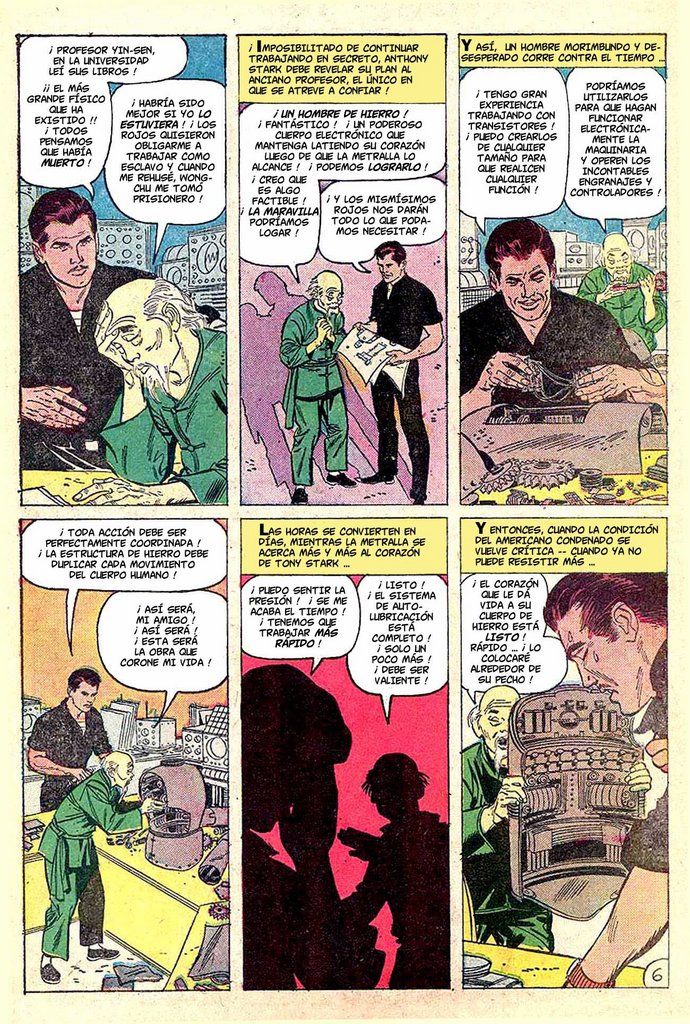 ¡ PROFESOR YIN-SEN,
EN LA UNIVERSIDAD
LEÍ SUS LIBROS !
¡¡ EL MÁS
GRANDE FÍSICO
QUE HA
EXISTIDO !!
¡ TODOS
PENSAMOS
QUE HABÍA
MUERTO !
¡ HABRÍA SIDO
MEJOR SI YO LO
ESTUVIERA ! ¡ LOS
ROJOS QUISIERON
OBLIGARME A
TRABAJAR COMO
ESCLAVO Y CUANDO
ME REHUSÉ, WONG-
CHU ME TOMÓ
PRISIONERO !
¡ IMPOSIBILITADO DE CONTINUAR
TRABAJANDO EN SECRETO, ANTHONY
STARK DEBE REVELAR SU PLAN AL
ANCIANO PROFESOR, EL ÚNICO EN
QUE SE ATREVE A CONFIAR !
¡ UN HOMBRE DE HIERRO !
¡ FANTÁSTICO ! ¡ UN PODEROSO
CUERPO ELECTRÓNICO QUE
MANTENGA LATIENDO SU CORAZÓN
LUEGO DE QUE LA METRALLA LO
ALCANCE ! ¡ PODEMOS LOGRARLO !
¡ CREO QUE
ES ALGO
FACTIBLE !
¡ LA MARAVILLA
QUE PODRÍAMOS
LOGAR !
¡ Y LOS MISMÍSIMOS
ROJOS NOS DARÁN
TODO LO QUE PODA-
MOS NECESITAR !
Y ASÍ, UN HOMBRE MORIMBUNDO Y DE-
SESPERADO CORRE CONTRA EL TIEMPO ...
¡ TENGO GRAN
EXPERIENCIA
TRABAJANDO CON
TRANSISTORES !
¡ PUEDO CREARLOS
DE CUALQUIER
TAMAÑO PARA
QUE REALICEN
CUALQUIER
FUNCIÓN !
PODRÍAMOS
UTILIZARLOS
PARA QUE HAGAN
FUNCIONAR
ELECTRÓNICA-
MENTE LA
MAQUINARIA
Y OPEREN LOS
INCONTABLES
ENGRANAJES Y
CONTROLADORES !
¡ TODA ACCIÓN DEBE SER
PERFECTAMENTE COORDINADA !
¡ LA ESTRUCTURA DE HIERRO DEBE
DUPLICAR CADA MOVIMIENTO
DEL CUERPO HUMANO !
¡ ASÍ SERÁ,
MI AMIGO !
¡ ASÍ SERÁ !
¡ ESTA SERÁ
LA OBRA QUE
CORONE MI VIDA !
LAS HORAS SE CONVIERTEN EN
DÍAS, MIENTRAS LA METRALLA SE
ACERCA MÁS Y MÁS AL CORAZÓN
DE TONY STARK ...
¡ PUEDO SENTIR LA
PRESIÓN ! ¡ SE ME
ACABA EL TIEMPO !
¡ TENEMOS QUE
TRABAJAR MÁS
RÁPIDO !
¡ LISTO !
¡ EL SISTEMA
DE AUTO-
LUBRICACIÓN
ESTÁ
COMPLETO !
¡ SOLO UN
POCO MÁS !
¡ DEBE SER
VALIENTE !
Y ENTONCES, CUANDO LA CONDICIÓN
DEL AMERICANO CONDENADO SE
VUELVE CRÍTICA -- CUANDO YA NO
PUEDE RESISTIR MÁS ...
¡ EL CORAZÓN
QUE LE DÁ
VIDA A SU
CUERPO DE
HIERRO ESTÁ
LISTO !
RÁPIDO ... ¡ LO
COLOCARÉ
ALREDEDOR DE
SU PECHO !
6